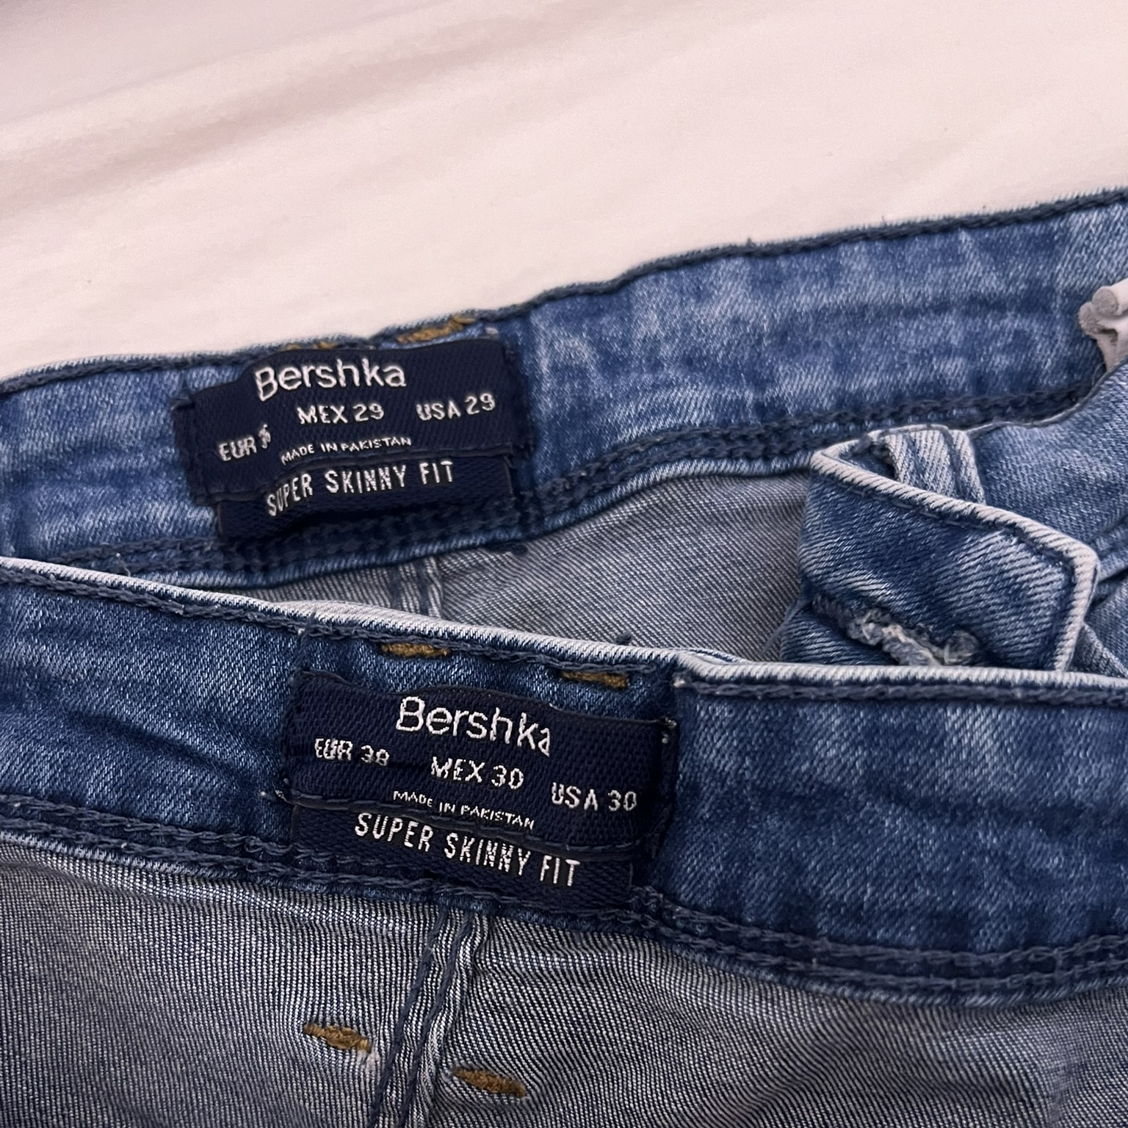 Bershka
EUR MEX 29 USA 29
MADE IN PAKISTAN
SUPER SKINNY FIT
Bershka
EUR 38 MEX 30 USA 30
MADE IN PAKISTAN
SUPER SKINNY FIT